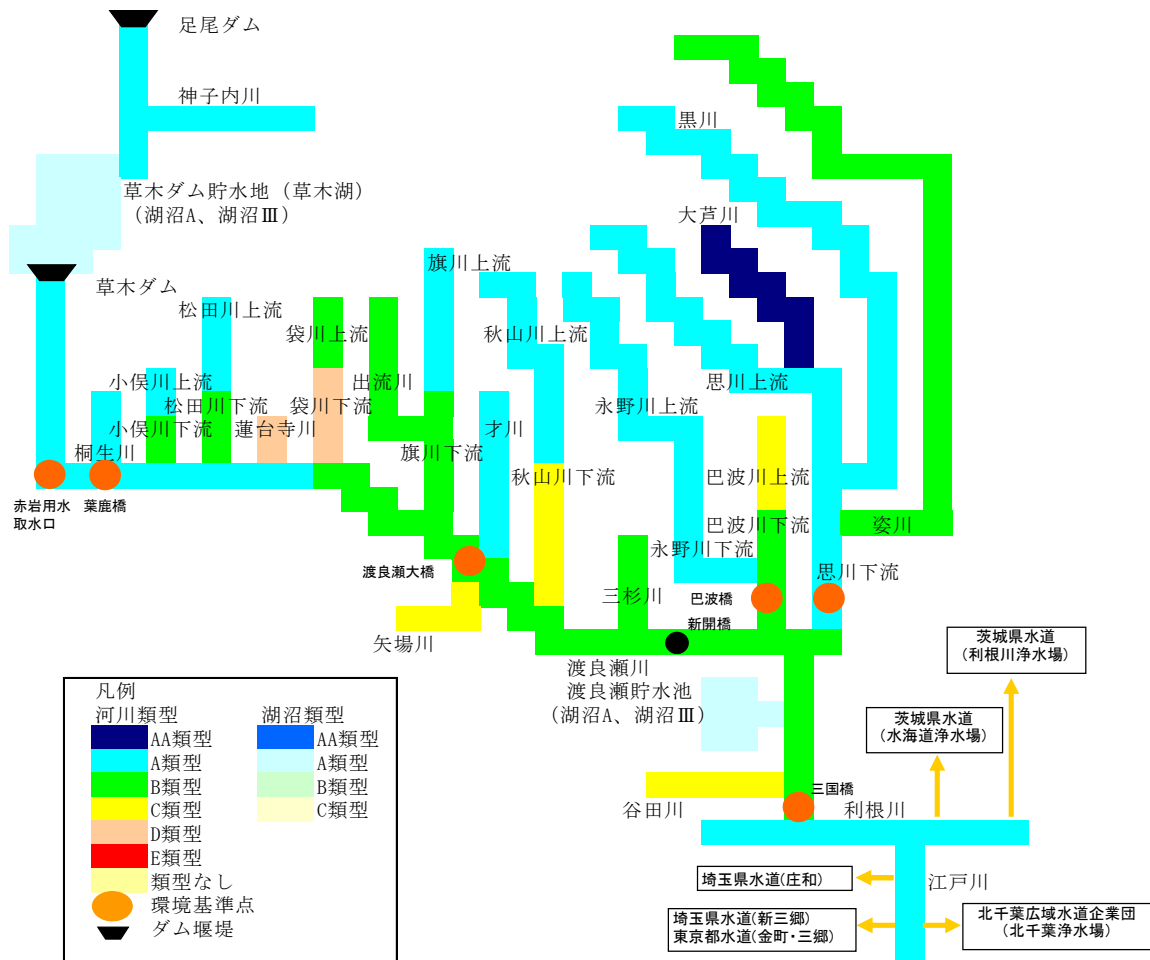 足尾ダム
神子内川
黒川
草木ダム貯水地（草木湖）
（湖沼A、湖沼Ⅲ）
大芦川
旗川上流
草木ダム
松田川上流
袋川上流
秋山川上流
小俣川上流
出流川
思川上流
松田川下流
袋川下流
永野川上流
小俣川下流
蓮台寺川
才川
桐生川
旗川下流
秋山川下流
巴波川上流
赤岩用水
取水口
葉鹿橋
巴波川下流
姿川
永野川下流
渡良瀬大橋
思川下流
三杉川
巴波橋
新開橋
矢場川
茨城県水道
(利根川浄水場)
渡良瀬川
渡良瀬貯水池
（湖沼A、湖沼Ⅲ）
茨城県水道
(水海道浄水場)
三国橋
谷田川
利根川
埼玉県水道(庄和)
江戸川
埼玉県水道(新三郷)
東京都水道(金町・三郷)
北千葉広域水道企業団
(北千葉浄水場)
凡例
河川類型
AA類型
A類型
B類型
C類型
D類型
E類型
類型なし
環境基準点
ダム堰堤
湖沼類型
AA類型
A類型
B類型
C類型